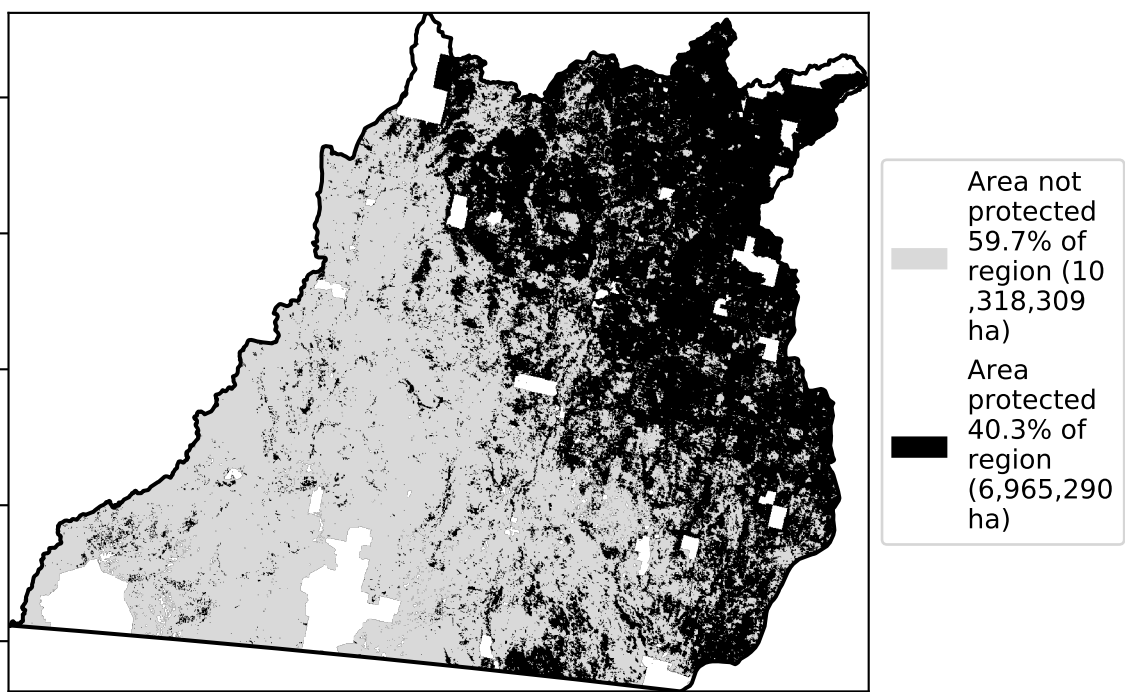 Area not
protected
59.7% of
region (10
,318,309
ha)
Area
protected
40.3% of
region
(6,965,290
ha)